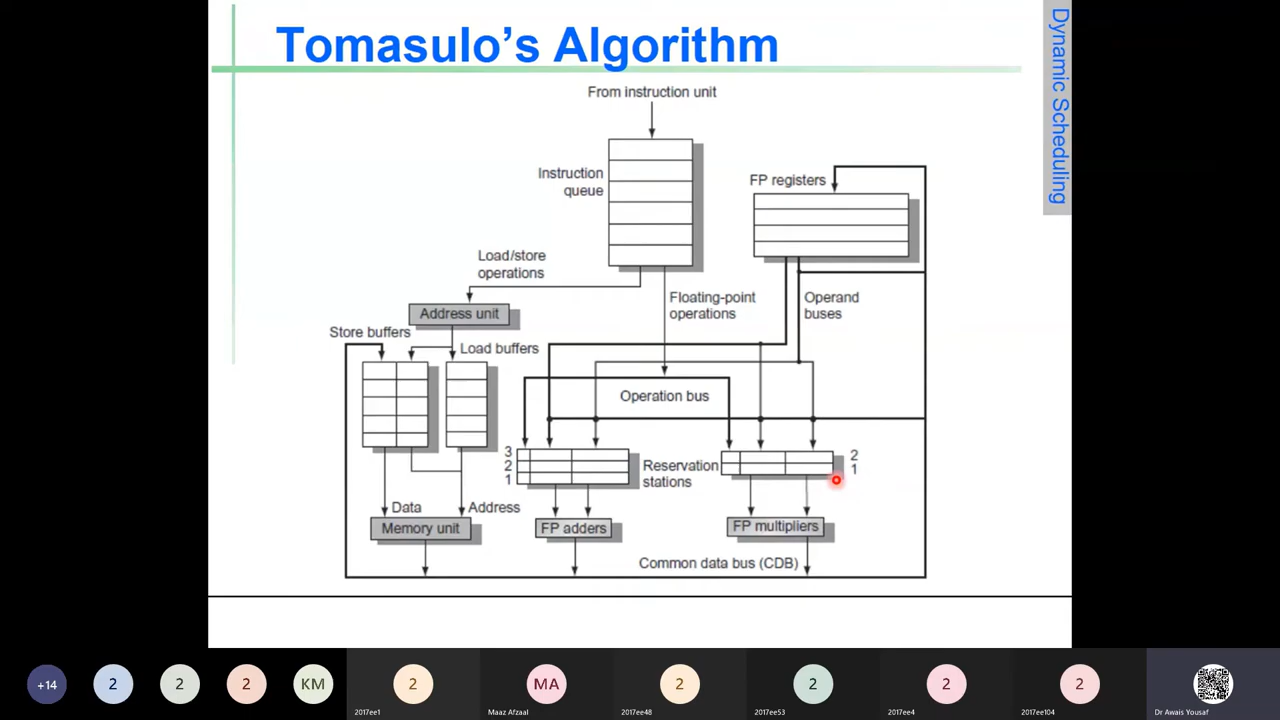 Tomasulo's Algorithm
Dynamic Scheduling
From instruction unit
Instruction
queue
FP registers
Load/store
operations
Floating-point
operations
Operand
buses
Address unit
Store buffers
Load buffers
Operation bus
3
2
1
Reservation
stations
2
1
Data
Address
Memory unit
FP adders
FP multipliers
Common data bus (CDB)
+14
2
2
2
KM
2
MA
2
2
2
2
2017ee1
Maaz Afzaal
2017ee48
2017ee53
2017ee4
2017ee104
Dr Awais Yousaf